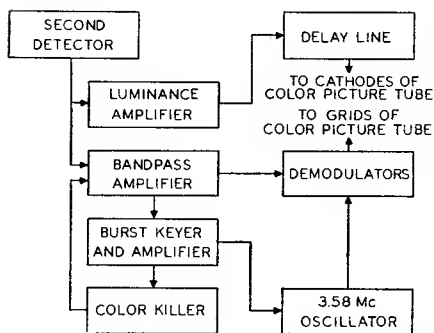 SECOND
DETECTOR
DELAY LINE
TO CATHODES OF
COLOR PICTURE TUBE
TO GRIDS OF
COLOR PICTURE TUBE
LUMINANCE
AMPLIFIER
BANDPASS
AMPLIFIER
DEMODULATORS
BURST KEYER
AND AMPLIFIER
COLOR KILLER
3.58 Mc
OSCILLATOR